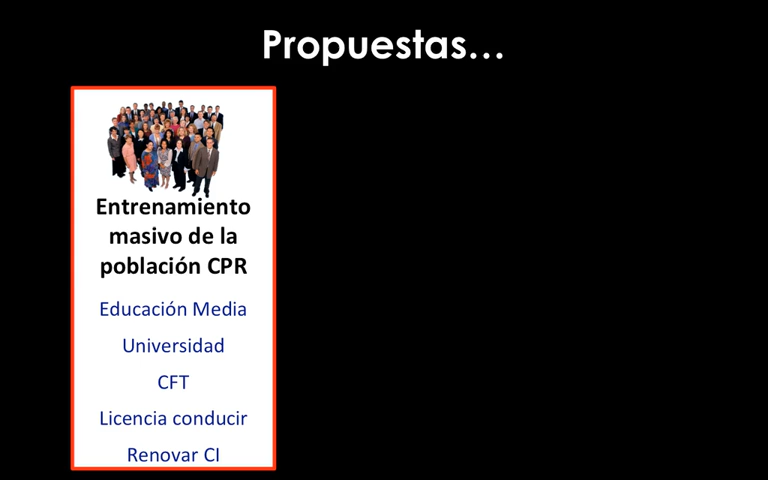 Propuestas...
Entrenamiento
masivo de la
población CPR
Educación Media
Universidad
CFT
Licencia conducir
Renovar CI